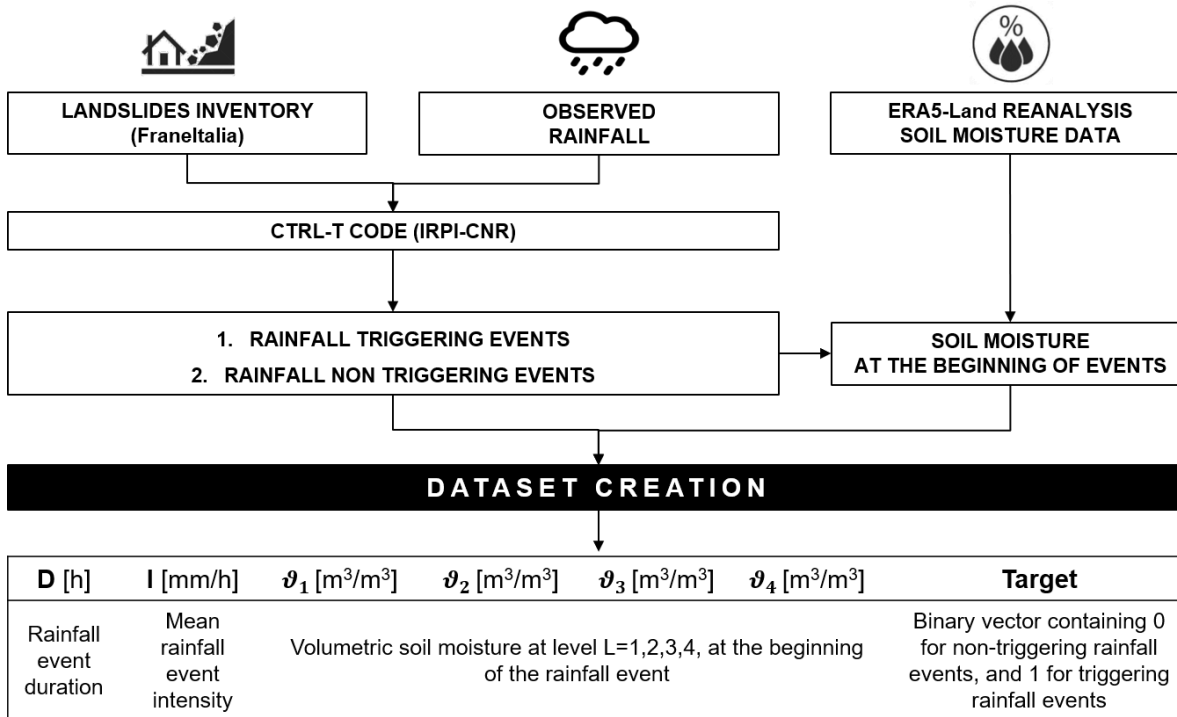 %
LANDSLIDES INVENTORY
(FraneItalia)
OBSERVED
RAINFALL
ERA5-Land REANALYSIS
SOIL MOISTURE DATA
CTRL-T CODE (IRPI-CNR)
1. RAINFALL TRIGGERING EVENTS
2. RAINFALL NON TRIGGERING EVENTS
SOIL MOISTURE
AT THE BEGINNING OF EVENTS
DATASET CREATION
D [h] I [mm/h] ϑ₁ [m³/m³] ϑ₂ [m³/m³] ϑ₃ [m³/m³] ϑ₄ [m³/m³] Target
Rainfall
event
duration
Mean
rainfall
event
intensity
Volumetric soil moisture at level L=1,2,3,4, at the beginning
of the rainfall event
Binary vector containing 0
for non-triggering rainfall
events, and 1 for triggering
rainfall events